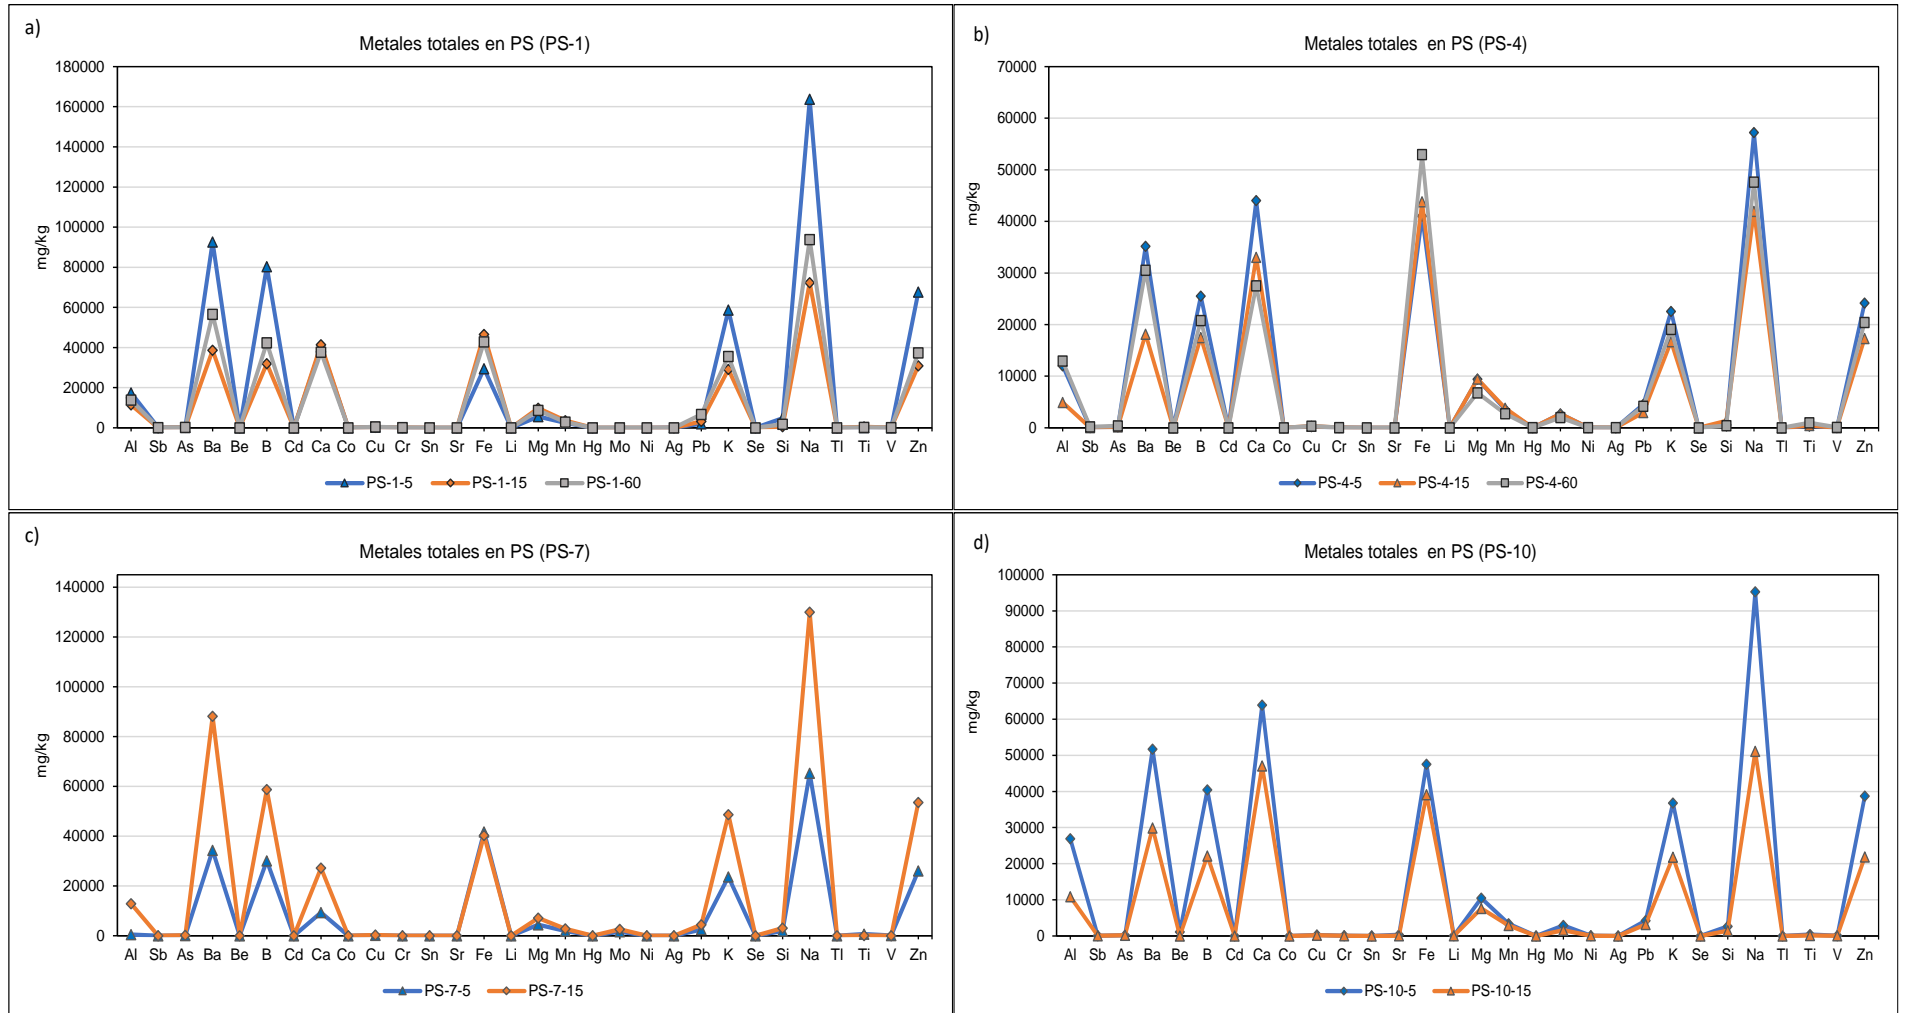 a)
Metales totales en PS (PS-1)
180000
160000
140000
120000
100000
80000
60000
40000
20000
0
mg/kg
Al Sb As Ba Be B Cd Ca Co Cu Cr Sn Sr Fe Li Mg Mn Hg Mo Ni Ag Pb K Se Si Na Tl Ti V Zn
PS-1-5 PS-1-15 PS-1-60
b)
Metales totales en PS (PS-4)
70000
60000
50000
40000
30000
20000
10000
0
mg/kg
Al Sb As Ba Be B Cd Ca Co Cu Cr Sn Sr Fe Li Mg Mn Hg Mo Ni Ag Pb K Se Si Na Tl Ti V Zn
PS-4-5 PS-4-15 PS-4-60
c)
Metales totales en PS (PS-7)
140000
120000
100000
80000
60000
40000
20000
0
mg/kg
Al Sb As Ba Be B Cd Ca Co Cu Cr Sn Sr Fe Li Mg Mn Hg Mo Ni Ag Pb K Se Si Na Tl Ti V Zn
PS-7-5 PS-7-15
d)
Metales totales en PS (PS-10)
100000
90000
80000
70000
60000
50000
40000
30000
20000
10000
0
mg/kg
Al Sb As Ba Be B Cd Ca Co Cu Cr Sn Sr Fe Li Mg Mn Hg Mo Ni Ag Pb K Se Si Na Tl Ti V Zn
PS-10-5 PS-10-15